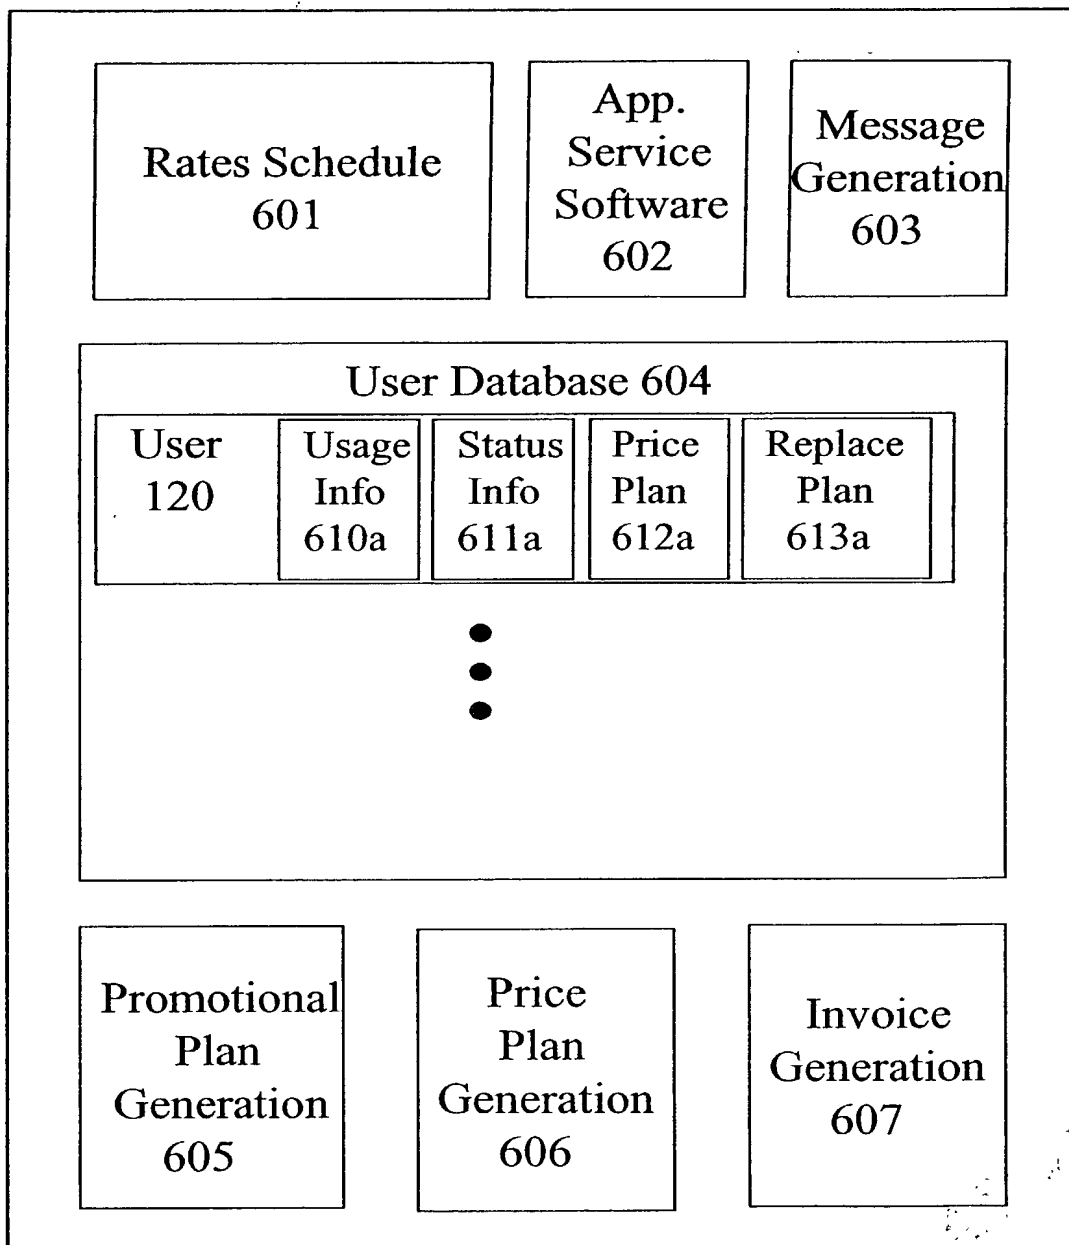 Rates Schedule
601
App.
Service
Software
602
Message
Generation
603
User Database 604
User
120
Usage
Info
610a
Status
Info
611a
Price
Plan
612a
Replace
Plan
613a
Promotional
Plan
Generation
605
Price
Plan
Generation
606
Invoice
Generation
607